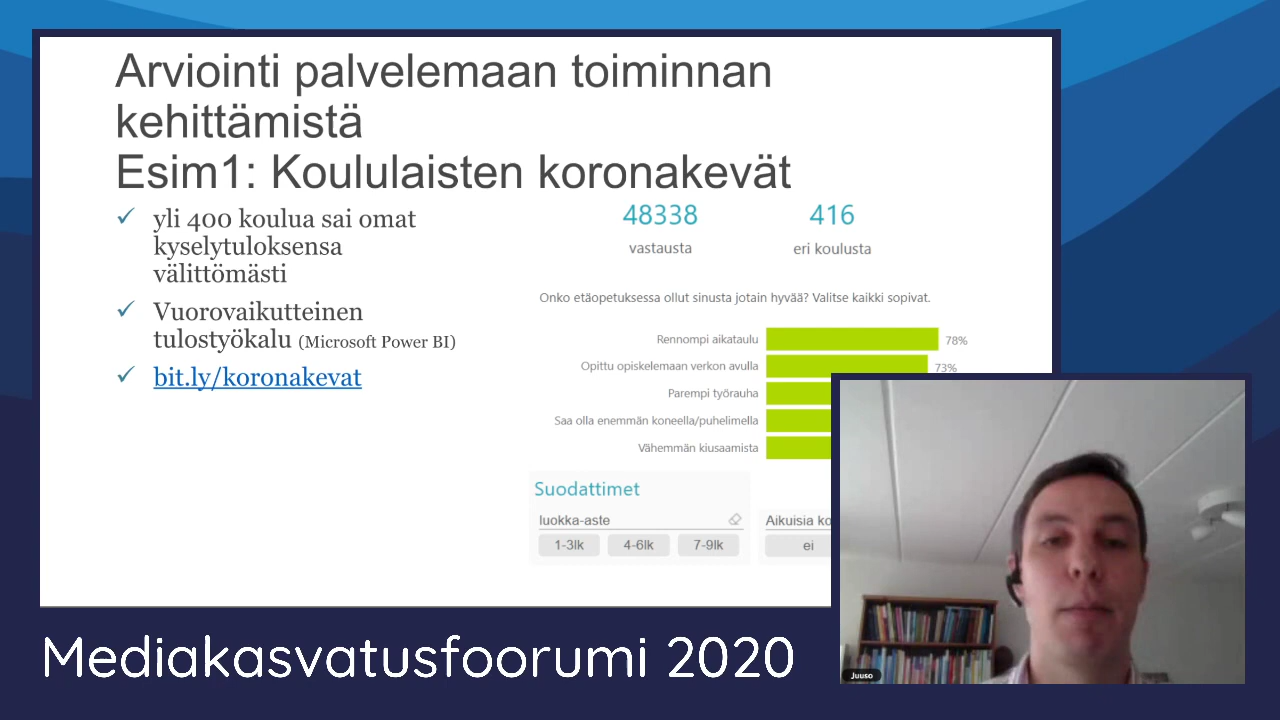 Arviointi palvelemaan toiminnan
kehittämistä
Esim1: Koululaisten koronakevät
✓ yli 400 koulua sai omat
kyselytuloksensa
välittömästi
✓ Vuorovaikutteinen
tulostyökalu (Microsoft Power BI)
✓ bit.ly/koronakevat
48338
vastausta
416
eri koulusta
Onko etäopetuksessa ollut sinusta jotain hyvää? Valitse kaikki sopivat.
Rennompi aikataulu 78%
Opittu opiskelemaan verkon avulla 73%
Parempi työrauha
Saa olla enemmän koneella/puhelimella
Vähemmän kiusaamista
Suodattimet
luokka-aste
1-3lk 4-6lk 7-9lk
Aikuisia ko
ei
Juuso
Mediakasvatusfoorumi 2020